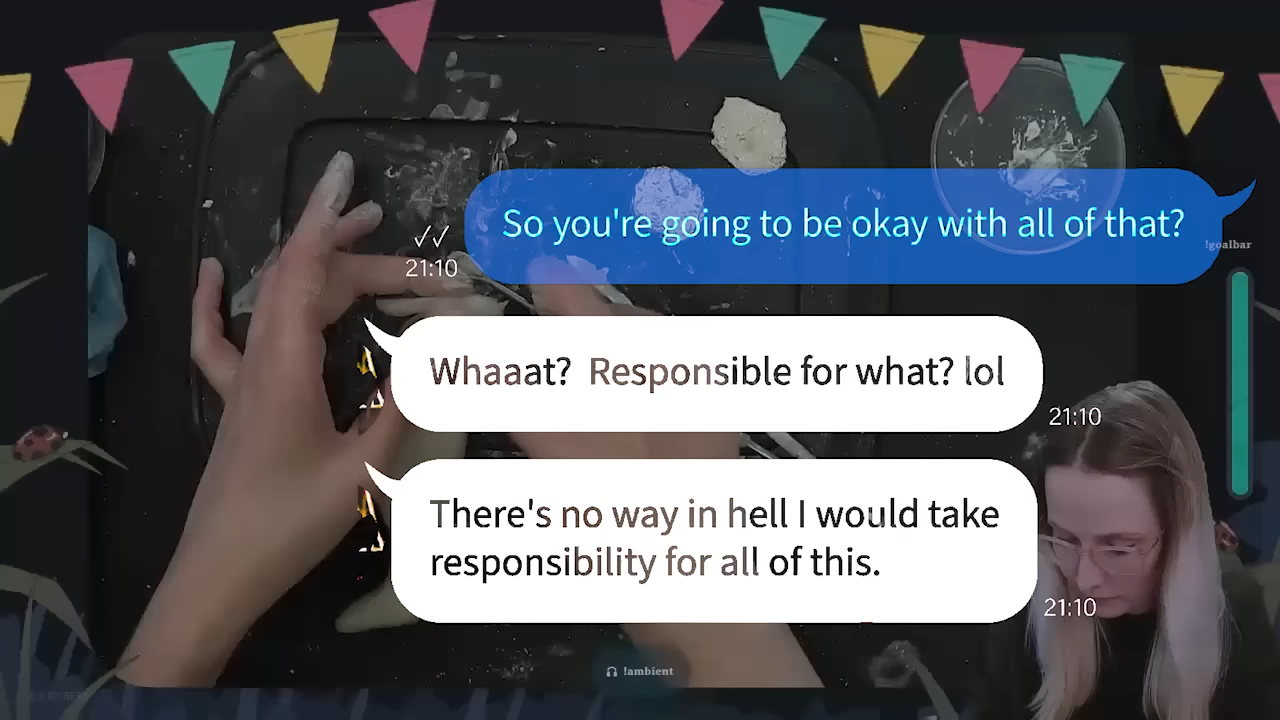 So you're going to be okay with all of that?
!goalbar
21:10
Whaaat? Responsible for what? lol
21:10
There's no way in hell I would take
responsibility for all of this.
21:10
!ambient